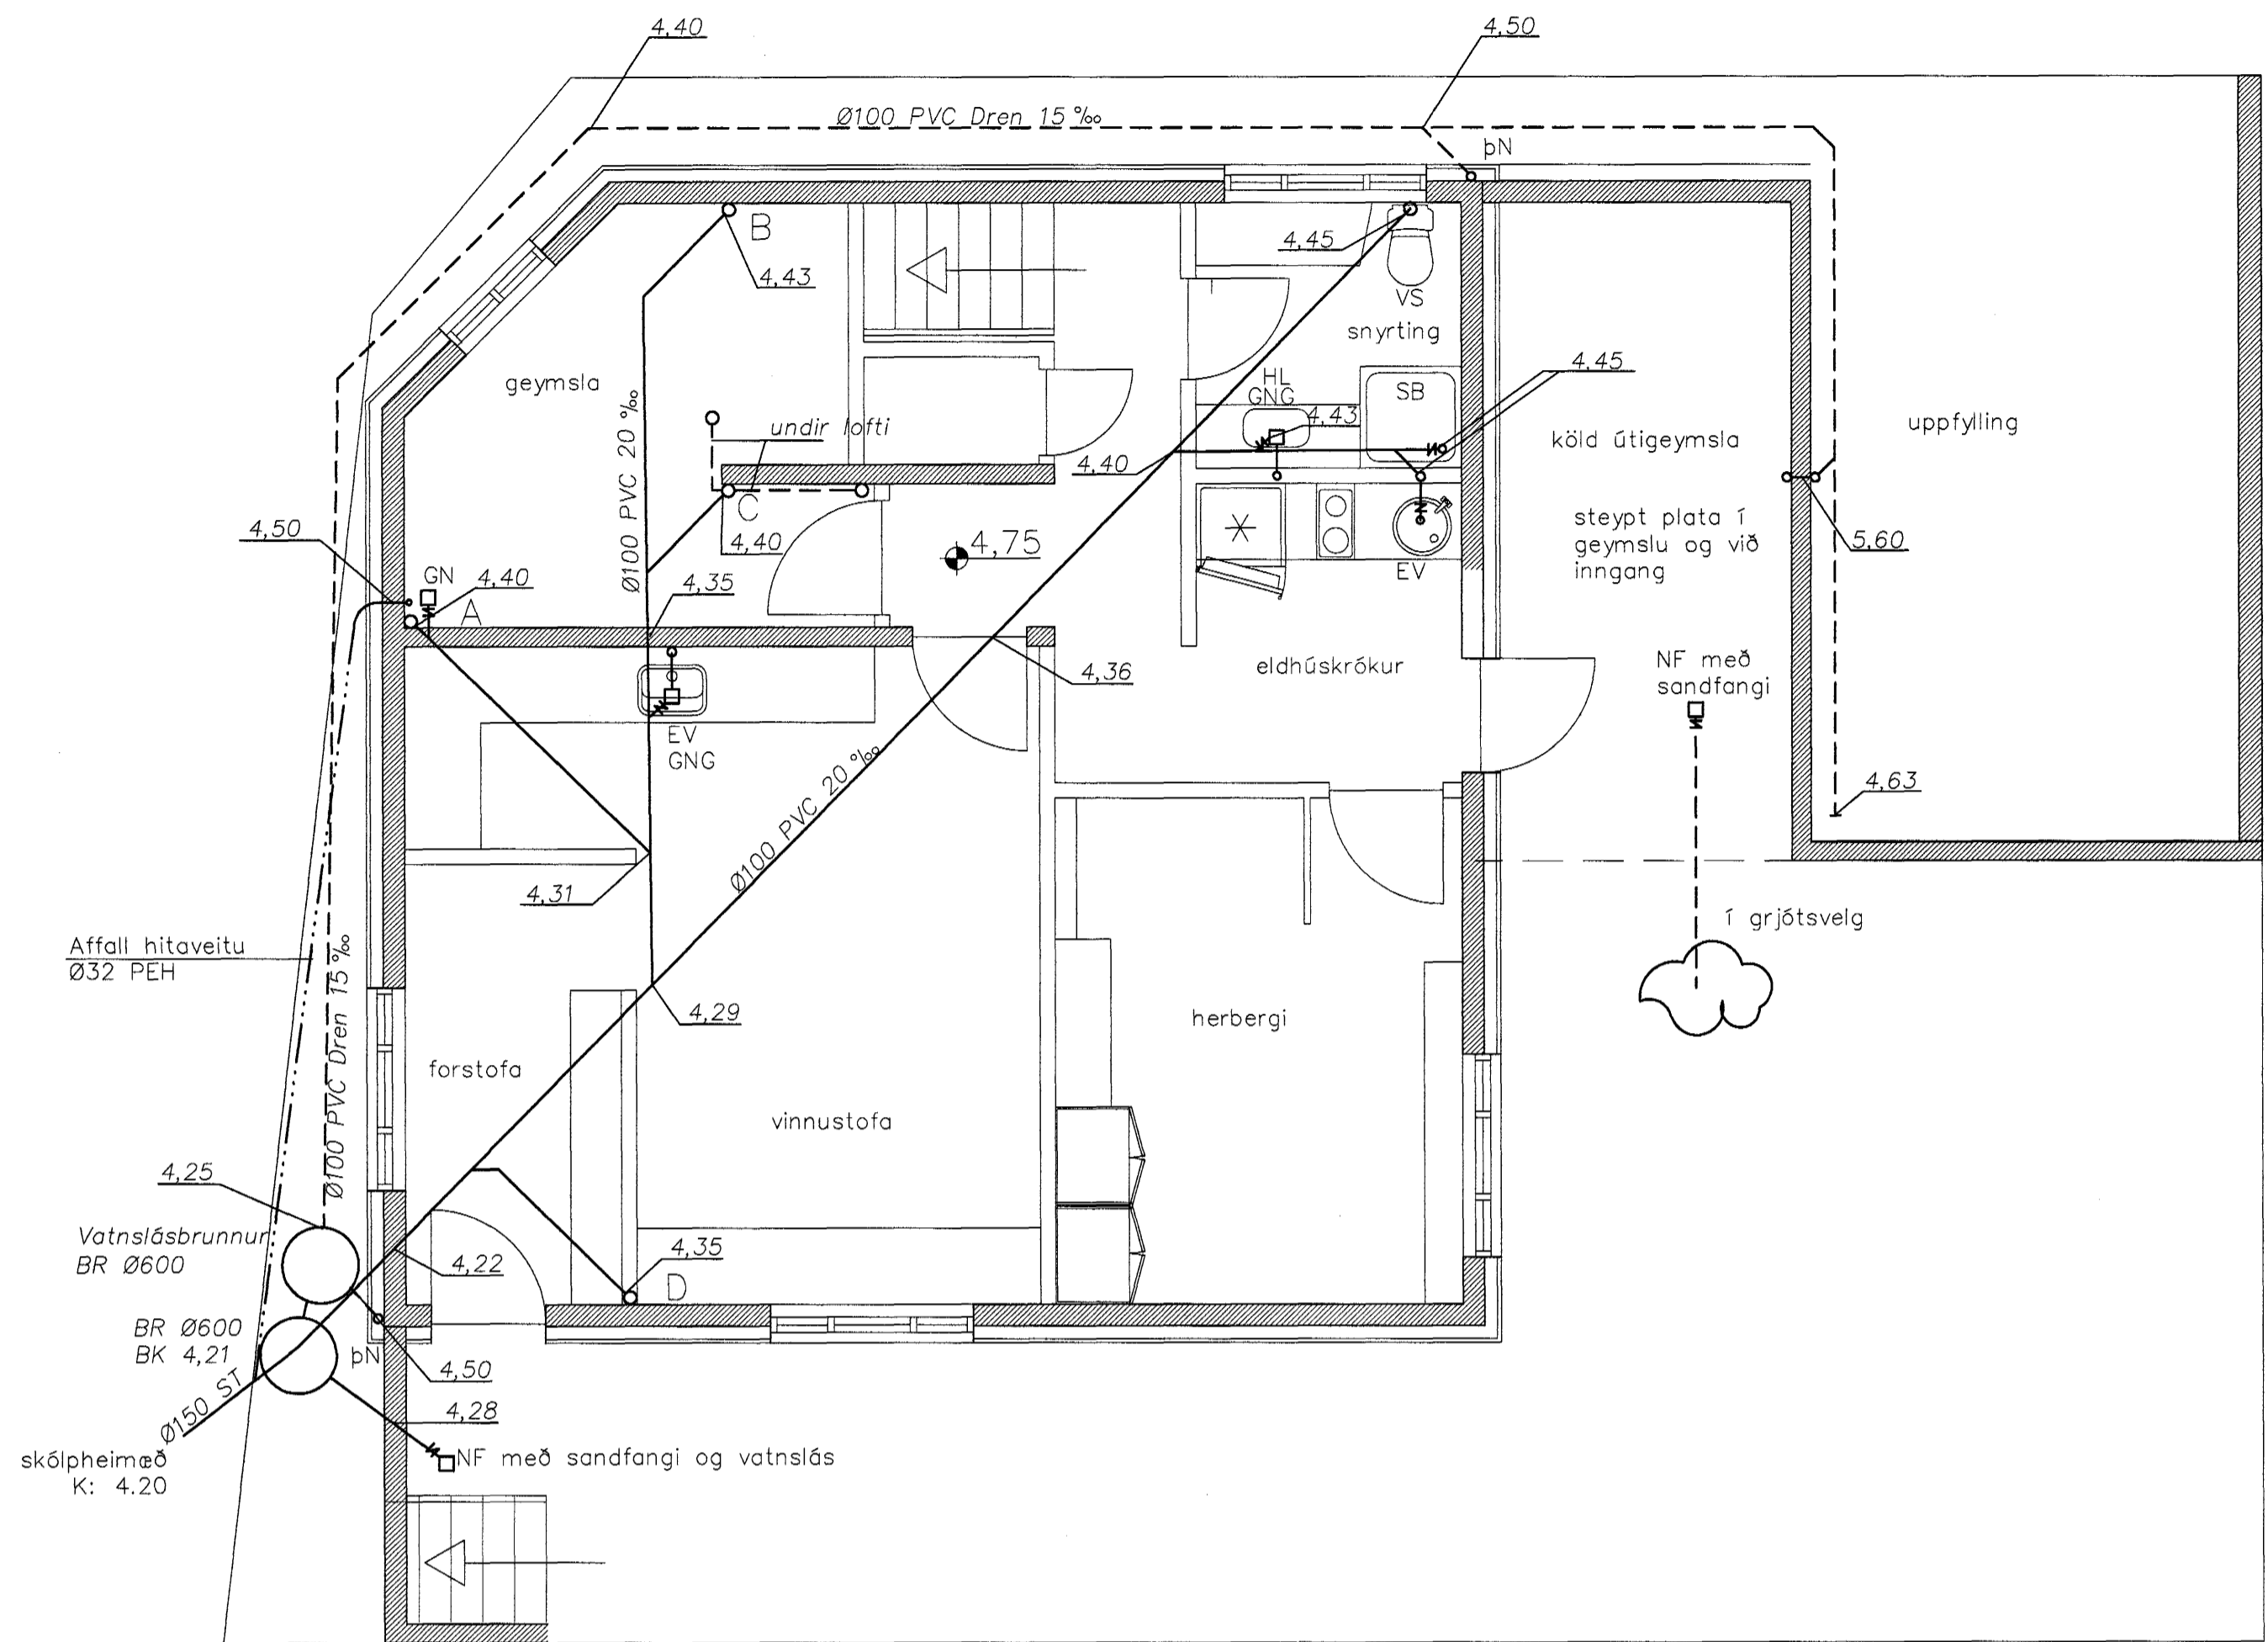 4,40
4,50
Ø100 PVC Dren 15 ‰
þN
B
4,43
4,45
VS
snyrting
geymsla
Ø100 PVC 20 ‰
undir lofti
HL
GNG
4,43
SB
4,45
köld útigeymsla
uppfylling
4,40
C
4,40
4,75
steypt plata í
geymslu og við
inngang
5,60
4,50
GN
4,40
A
4,35
EV
eldhúskrókur
4,36
NF með
sandfangi
EV
GNG
Ø100 PVC 20 ‰
4,63
4,31
í grjótsvelg
Affall hitaveitu
Ø32 PEH
Ø100 PVC Dren 15 ‰
4,29
herbergi
forstofa
vinnustofa
4,25
Vatnslásbrunnur
BR Ø600
4,22
4,35
D
BR Ø600
BK 4,21
þN
4,50
Ø150 ST
4,28
skólpheimæð
K: 4.20
NF með sandfangi og vatnslás